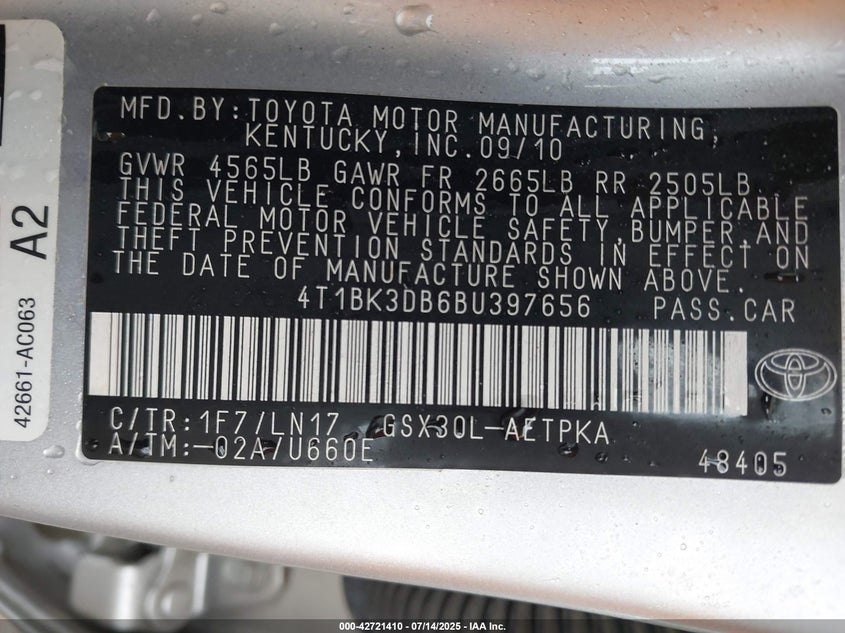 MFD.BY:TOYOTA MOTOR MANUFACTURING,
KENTUCKY,INC.09/10
GVWR 4565LB GAWR FR 2665LB RR 2505LB
THIS VEHICLE CONFORMS TO ALL APPLICABLE
FEDERAL MOTOR VEHICLE SAFETY,BUMPER,AND
THEFT PREVENTION STANDARDS IN EFFECT ON
THE DATE OF MANUFACTURE SHOWN ABOVE.
4T1BK3DB6BU397656 PASS.CAR
C/TR:1F7/LN17 GSX30L-AETPKA
A/TM:-02A/U660E
48405
42661-AC063 A2
000-42721410 - 07/14/2025 - IAA Inc.